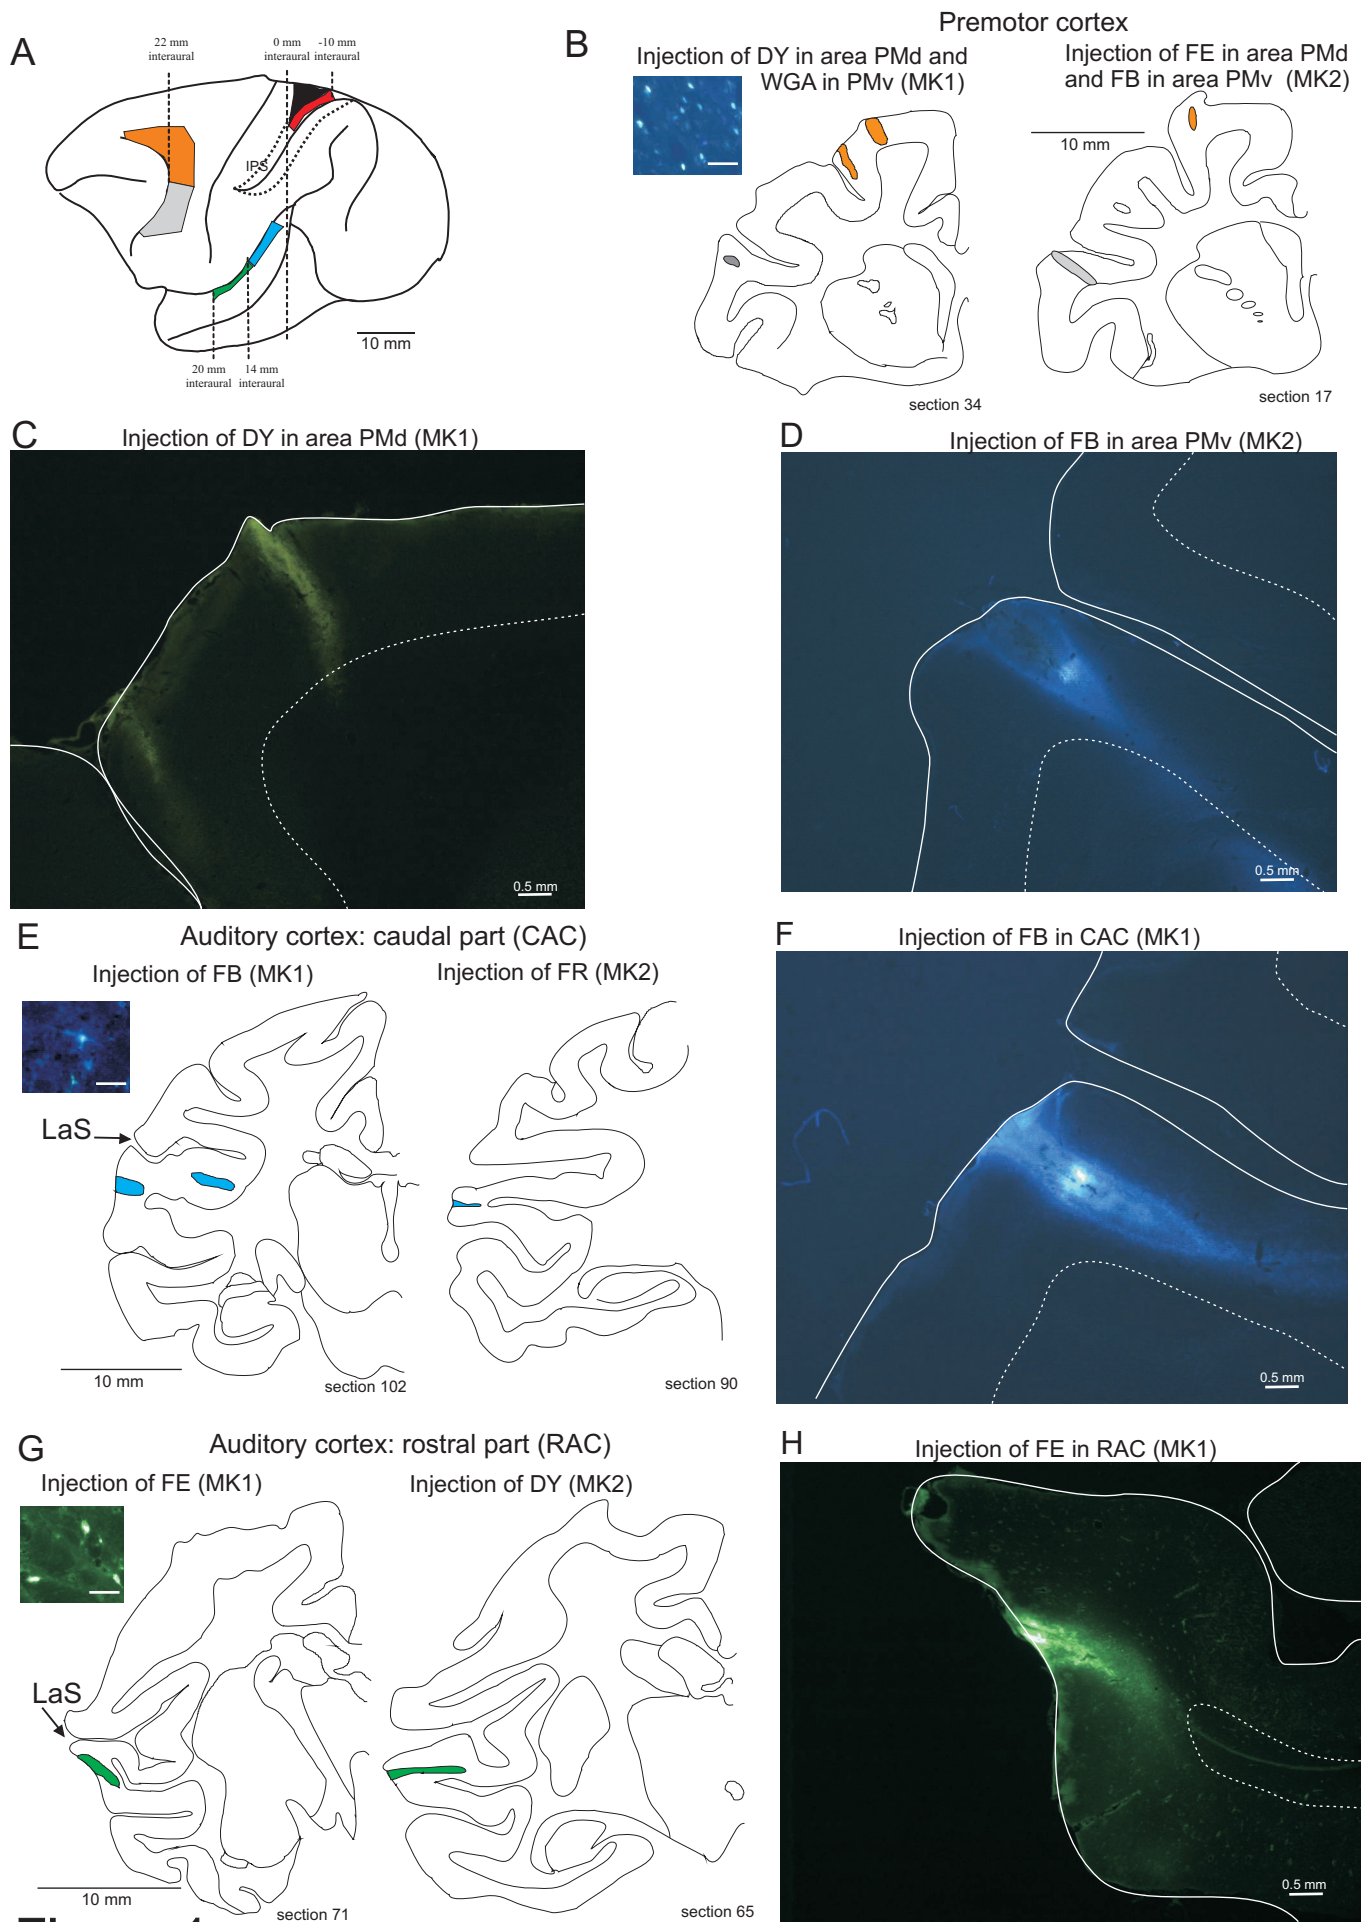 A
22 mm
interaural
0 mm
interaural
-10 mm
interaural
IPS
10 mm
20 mm
interaural
14 mm
interaural
Premotor cortex
B
Injection of DY in area PMd and
WGA in PMv (MK1)
Injection of FE in area PMd
and FB in area PMv (MK2)
10 mm
section 34
section 17
C
Injection of DY in area PMd (MK1)
0.5 mm
D
Injection of FB in area PMv (MK2)
0.5 mm
E
Auditory cortex: caudal part (CAC)
Injection of FB (MK1)
Injection of FR (MK2)
LaS
10 mm
section 102
section 90
F
Injection of FB in CAC (MK1)
0.5 mm
G
Auditory cortex: rostral part (RAC)
Injection of FE (MK1)
Injection of DY (MK2)
LaS
10 mm
section 71
section 65
H
Injection of FE in RAC (MK1)
0.5 mm